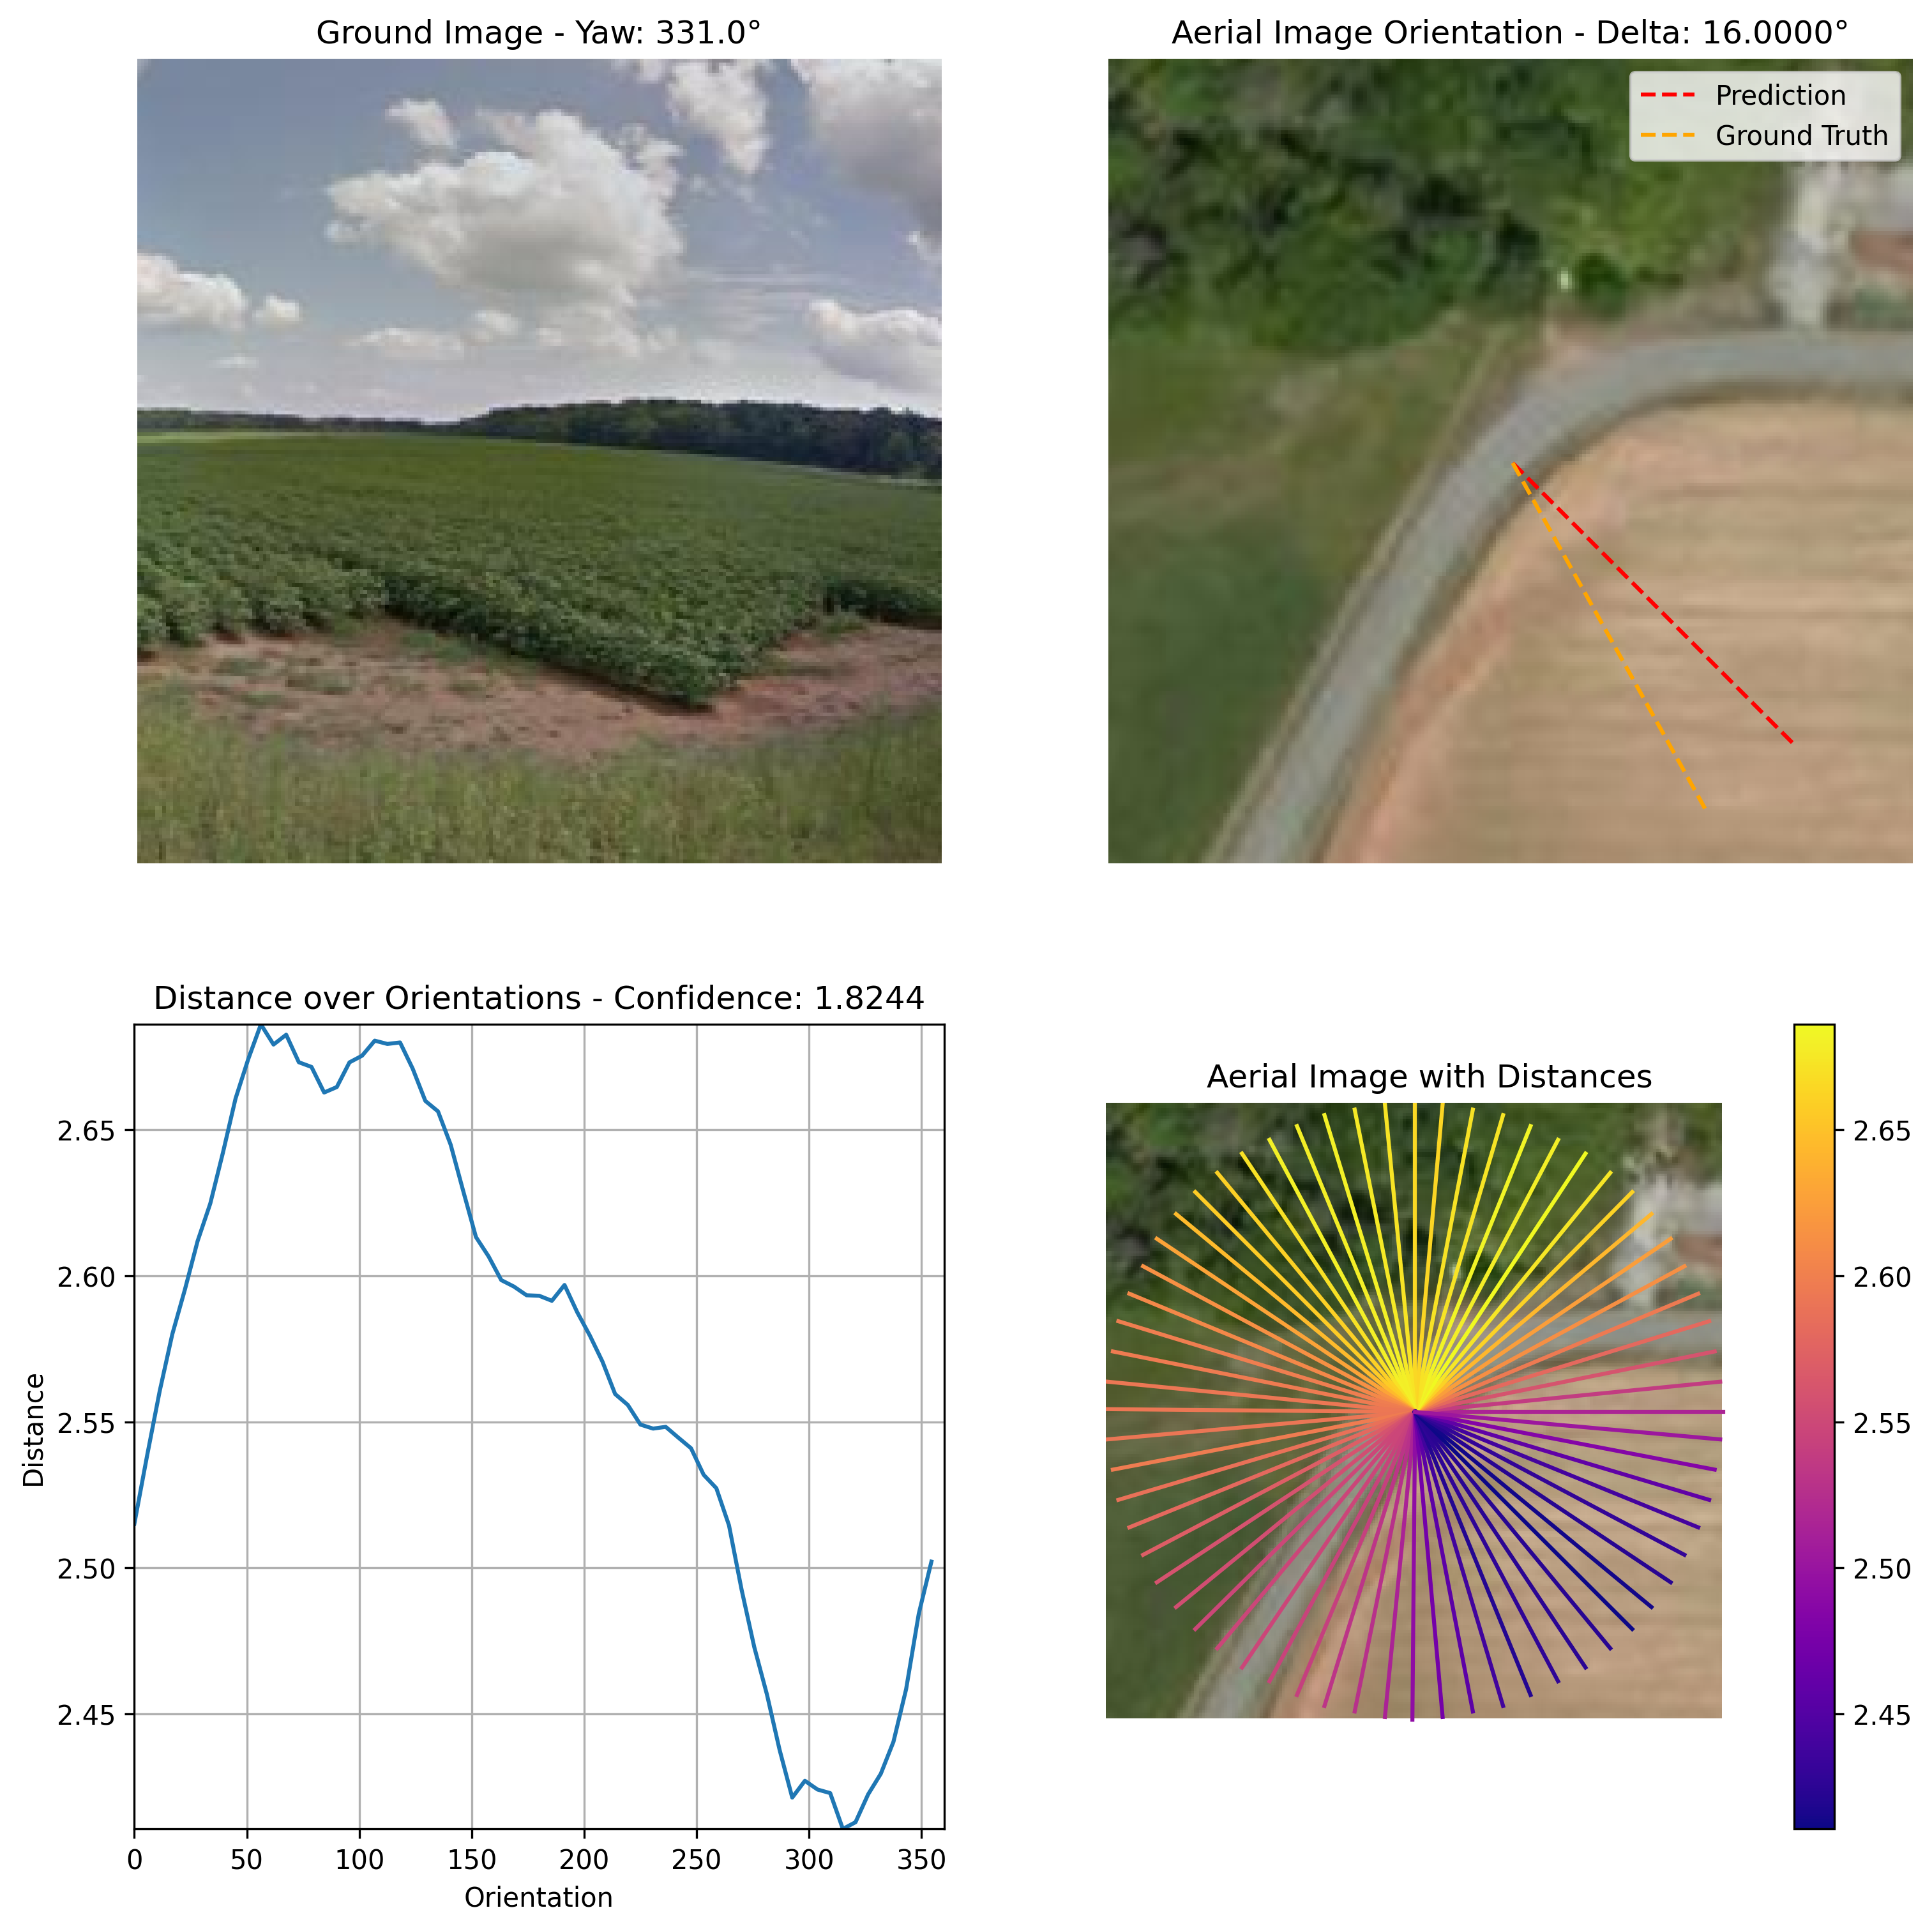 Ground Image - Yaw: 331.0°
Aerial Image Orientation - Delta: 16.0000°
Prediction
Ground Truth
Distance over Orientations - Confidence: 1.8244
2.65
2.60
2.55
2.50
2.45
Distance
0 50 100 150 200 250 300 350
Orientation
Aerial Image with Distances
2.65
2.60
2.55
2.50
2.45